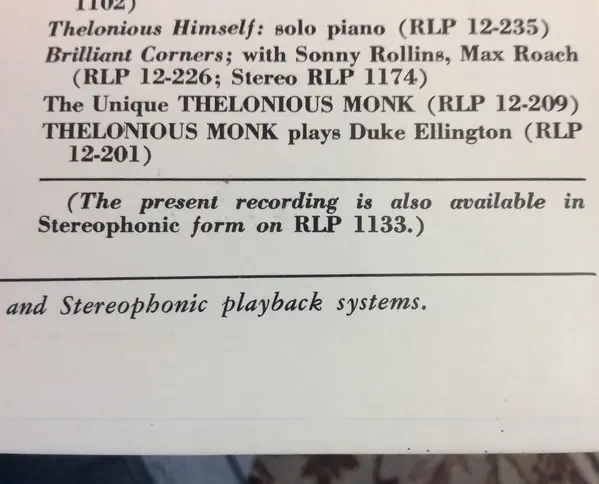 1102)
Thelonious Himself: solo piano (RLP 12-235)
Brilliant Corners; with Sonny Rollins, Max Roach
(RLP 12-226; Stereo RLP 1174)
The Unique THELONIOUS MONK (RLP 12-209)
THELONIOUS MONK plays Duke Ellington (RLP
12-201)
(The present recording is also available in
Stereophonic form on RLP 1133.)
and Stereophonic playback systems.